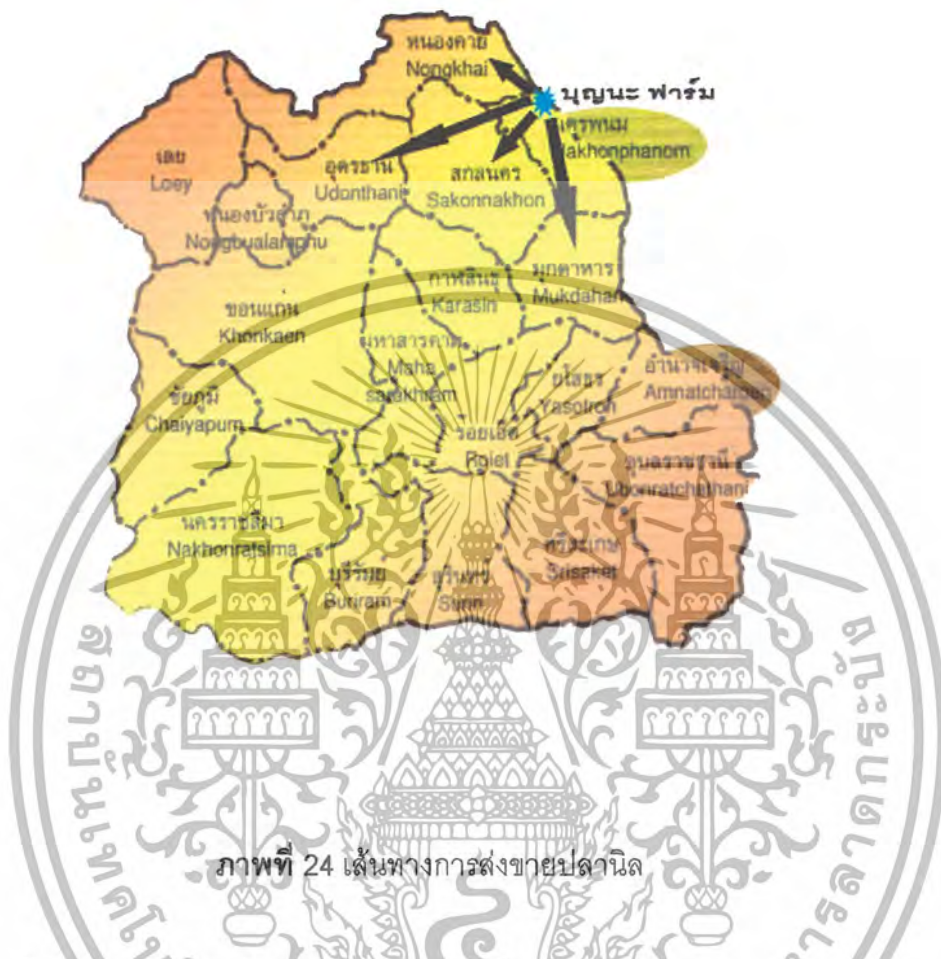 หนองคาย
Nongkhai
บุญนะ ฟาร์ม
นครพนม
Nakhonphanom
เลย
Loey
อุดรธานี
Udonthani
สกลนคร
Sakonnakhon
หนองบัวลำภู
Nongbualamphu
มุกดาหาร
Mukdahan
กาฬสินธุ์
Karasin
ขอนแก่น
Khonkaen
มหาสารคาม
Maha
sarakhram
อำนาจเจริญ
Amnatcharoen
ยโสธร
Yasotron
ชัยภูมิ
Chaiyapum
ร้อยเอ็ด
Roiet
อุบลราชธานี
Ubonratchathani
นครราชสีมา
Nakhonratsima
ศรีสะเกษ
Srisaket
บุรีรัมย์
Buriram
สุรินทร์
Surin
ภาพที่ 24 เส้นทางการส่งขายปลานิล